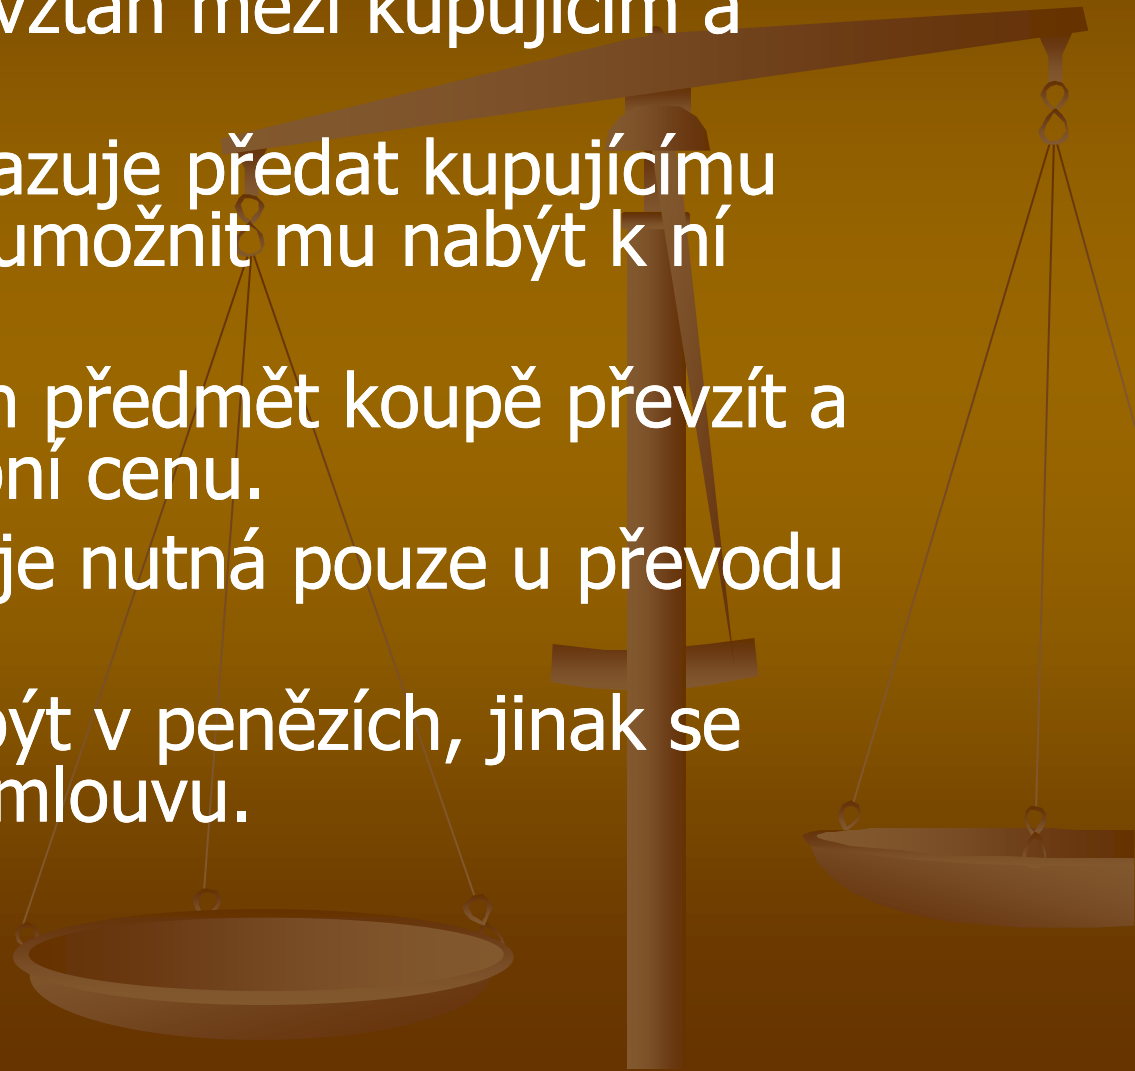 vztah mezi kupujícím a
azuje předat kupujícímu
umožnit mu nabýt k ní
předmět koupě převzít a
ní cenu.
je nutná pouze u převodu
být v penězích, jinak se
mlouvu.